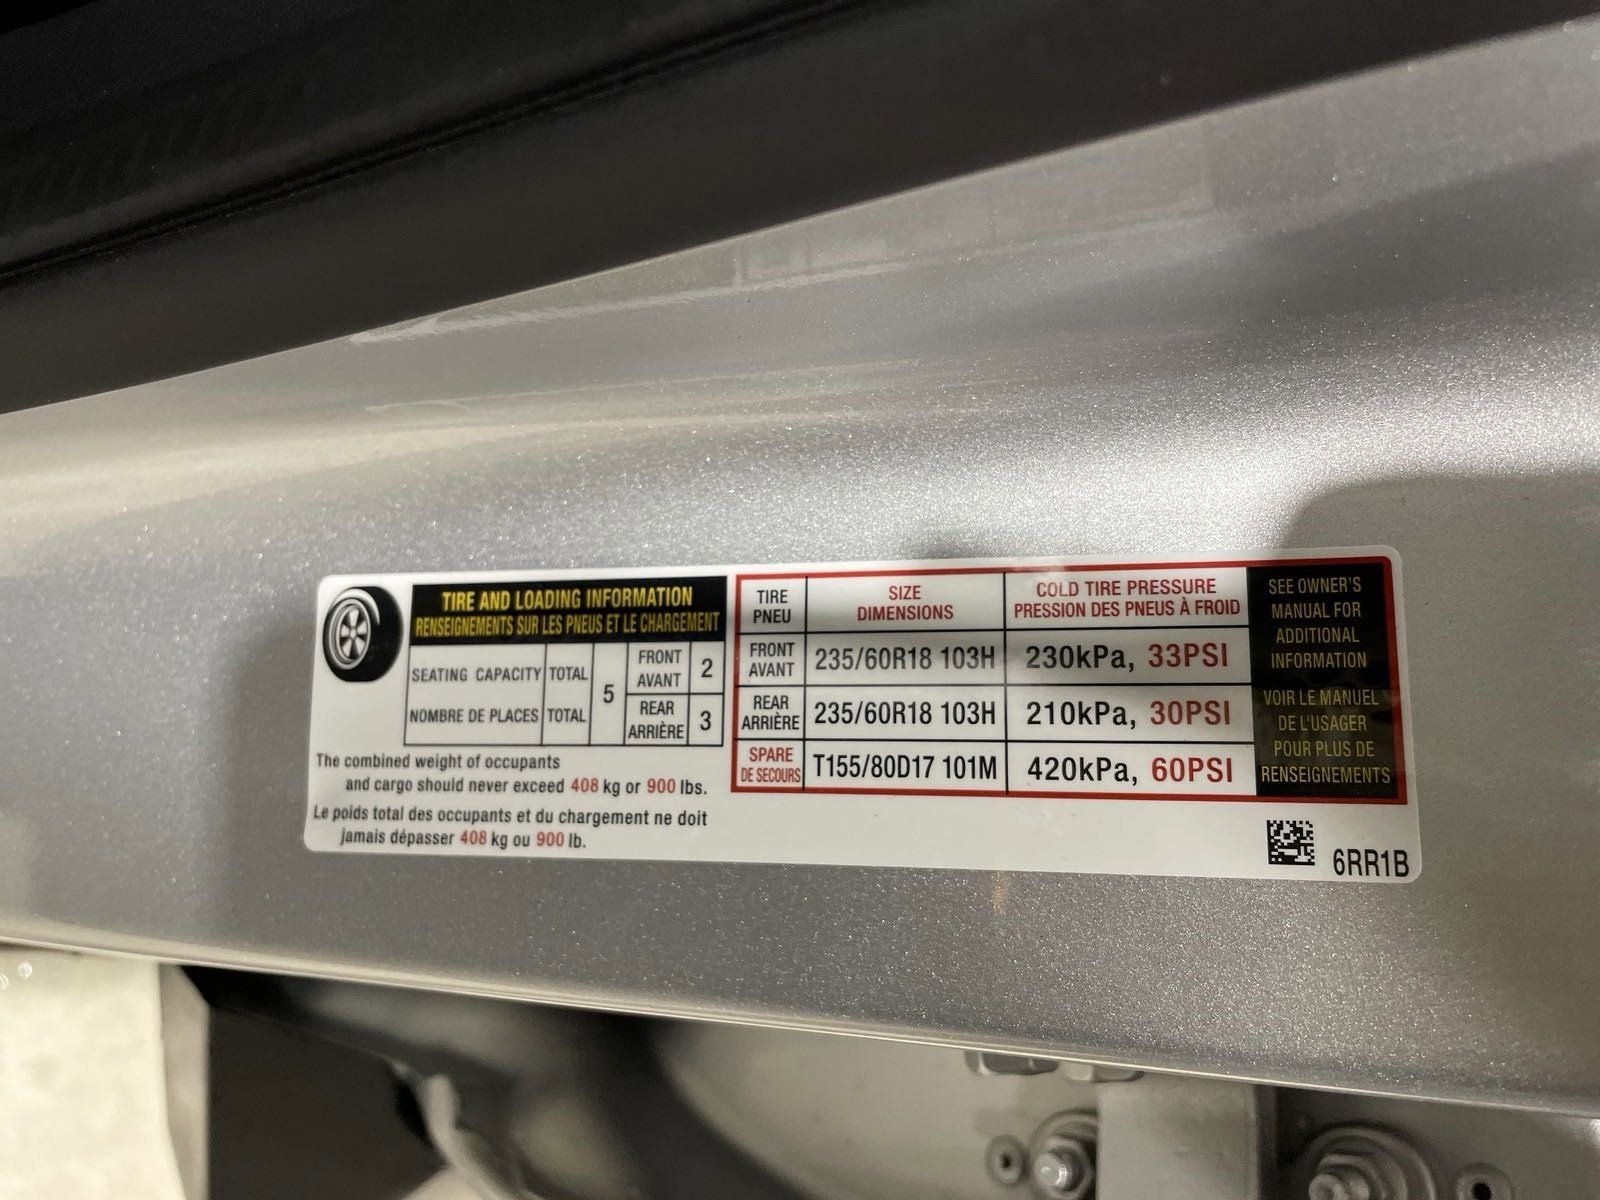 TIRE AND LOADING INFORMATION
RENSEIGNEMENTS SUR LES PNEUS ET LE CHARGEMENT
SEATING CAPACITY TOTAL 5 FRONT AVANT 2
NOMBRE DE PLACES TOTAL REAR ARRIÈRE 3
The combined weight of occupants
and cargo should never exceed 408 kg or 900 lbs.
Le poids total des occupants et du chargement ne doit
jamais dépasser 408 kg ou 900 lb.
TIRE PNEU SIZE DIMENSIONS COLD TIRE PRESSURE PRESSION DES PNEUS À FROID
FRONT AVANT 235/60R18 103H 230kPa, 33PSI
REAR ARRIÈRE 235/60R18 103H 210kPa, 30PSI
SPARE DE SECOURS T155/80D17 101M 420kPa, 60PSI
SEE OWNER'S
MANUAL FOR
ADDITIONAL
INFORMATION
VOIR LE MANUEL
DE L'USAGER
POUR PLUS DE
RENSEIGNEMENTS
6RR1B